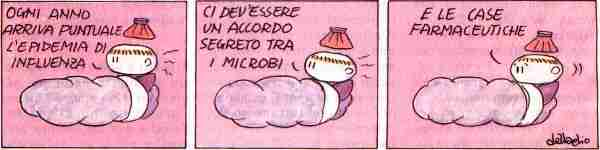 OGNI ANNO
ARRIVA PUNTUALE
L'EPIDEMIA DI
INFLUENZA
CI DEV'ESSERE
UN ACCORDO
SEGRETO TRA
I MICROBI
E LE CASE
FARMACEUTICHE